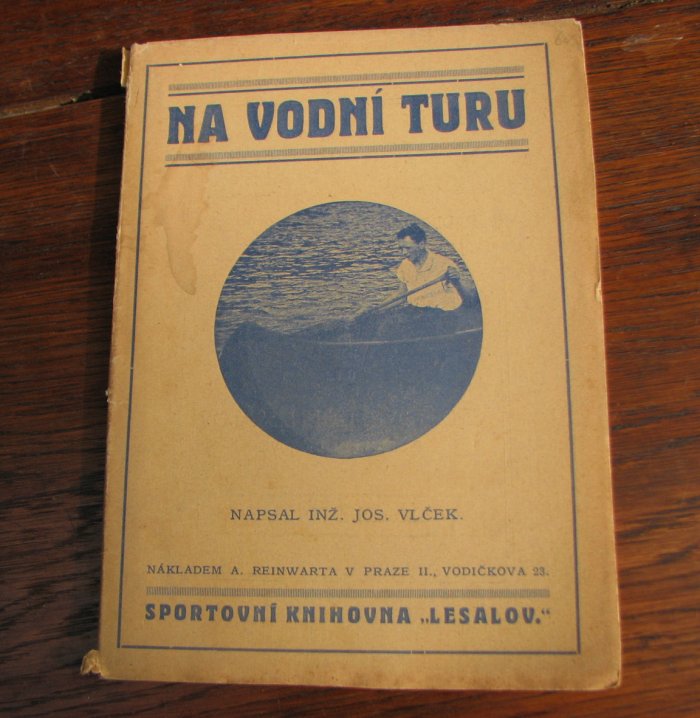 NA VODNÍ TURU
NAPSAL INŽ. JOS. VLČEK.
NÁKLADEM A. REINWARTA V PRAZE II., VODIČKOVA 23.
SPORTOVNÍ KNIHOVNA „LESALOV.“